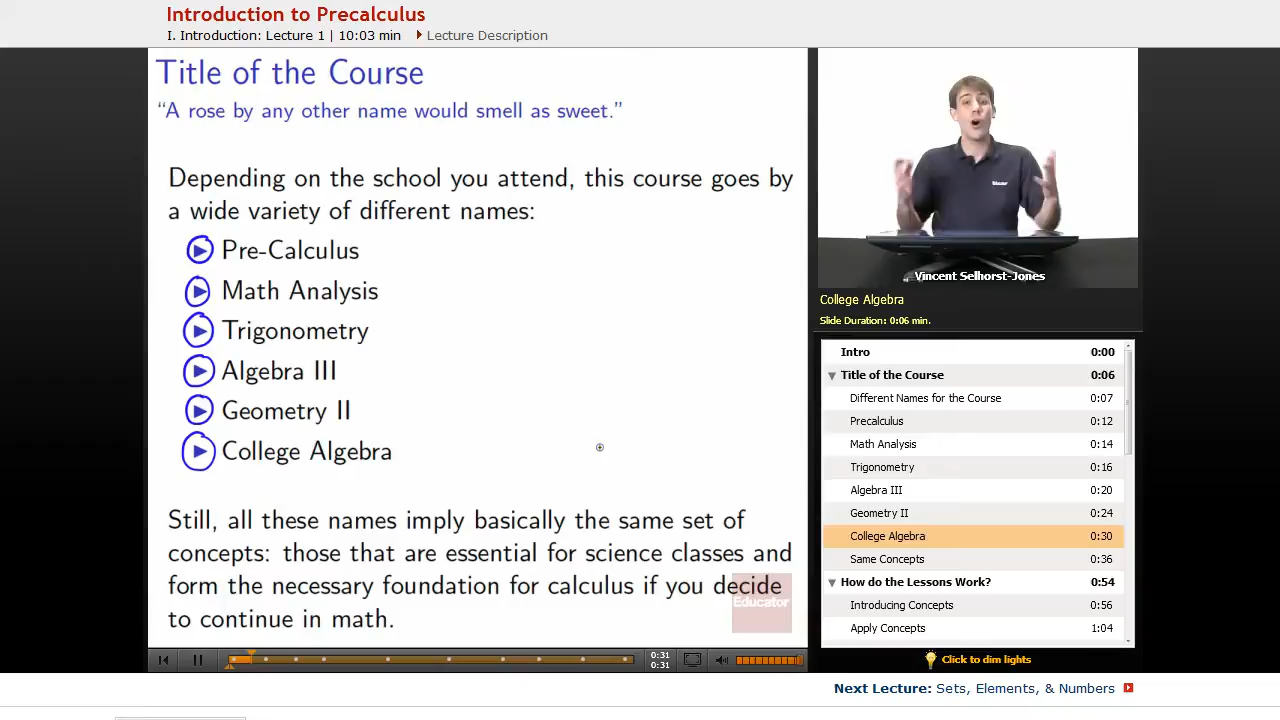 Introduction to Precalculus
I. Introduction: Lecture 1 | 10:03 min
Lecture Description
Title of the Course
“A rose by any other name would smell as sweet.”
Depending on the school you attend, this course goes by
a wide variety of different names:
Pre-Calculus
Math Analysis
Trigonometry
Algebra III
Geometry II
College Algebra
Still, all these names imply basically the same set of
concepts: those that are essential for science classes and
form the necessary foundation for calculus if you decide
to continue in math.
Educator
0:31
0:31
Vincent Selhorst-Jones
College Algebra
Slide Duration: 0:06 min.
Intro 0:00
Title of the Course 0:06
Different Names for the Course 0:07
Precalculus 0:12
Math Analysis 0:14
Trigonometry 0:16
Algebra III 0:20
Geometry II 0:24
College Algebra 0:30
Same Concepts 0:36
How do the Lessons Work? 0:54
Introducing Concepts 0:56
Apply Concepts 1:04
Click to dim lights
Next Lecture: Sets, Elements, & Numbers